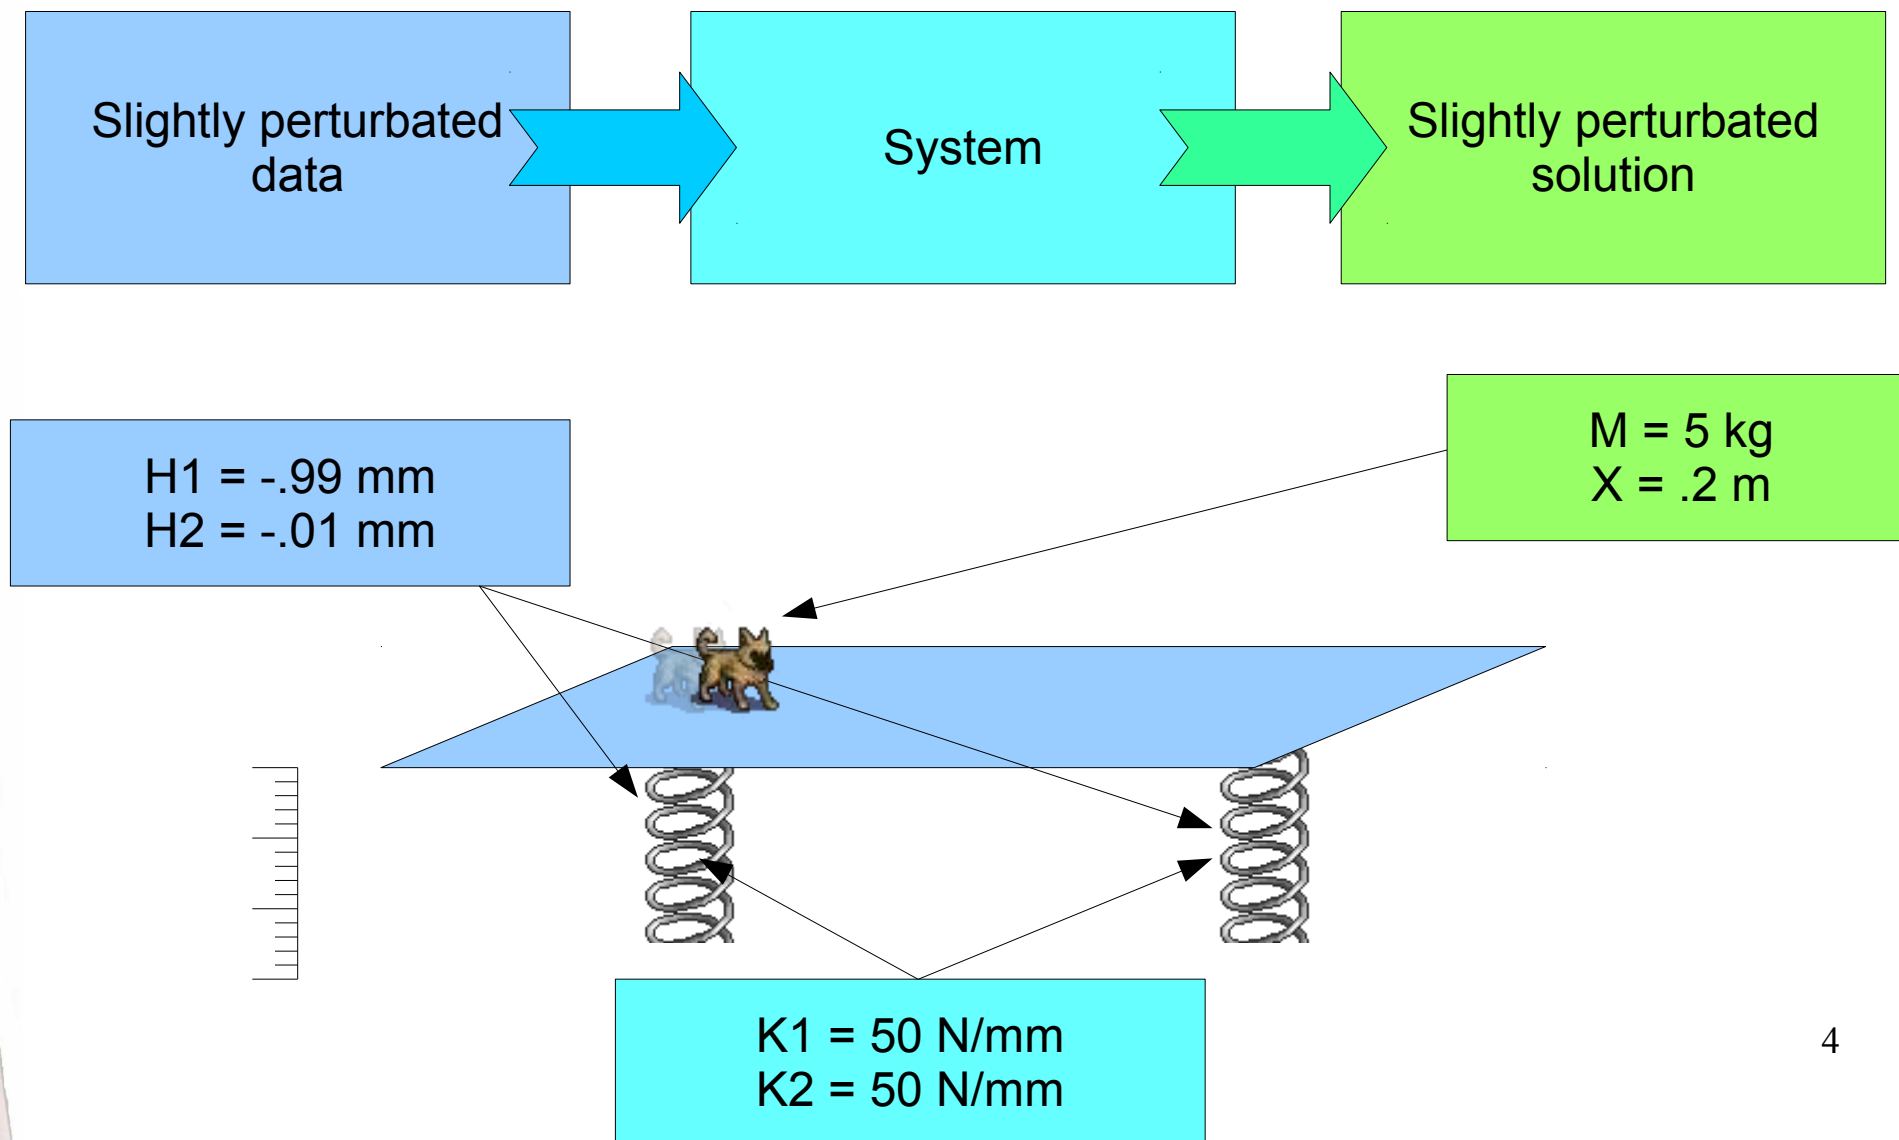 Slightly perturbated
data
System
Slightly perturbated
solution
M = 5 kg
X = .2 m
H1 = -.99 mm
H2 = -.01 mm
K1 = 50 N/mm
K2 = 50 N/mm
4